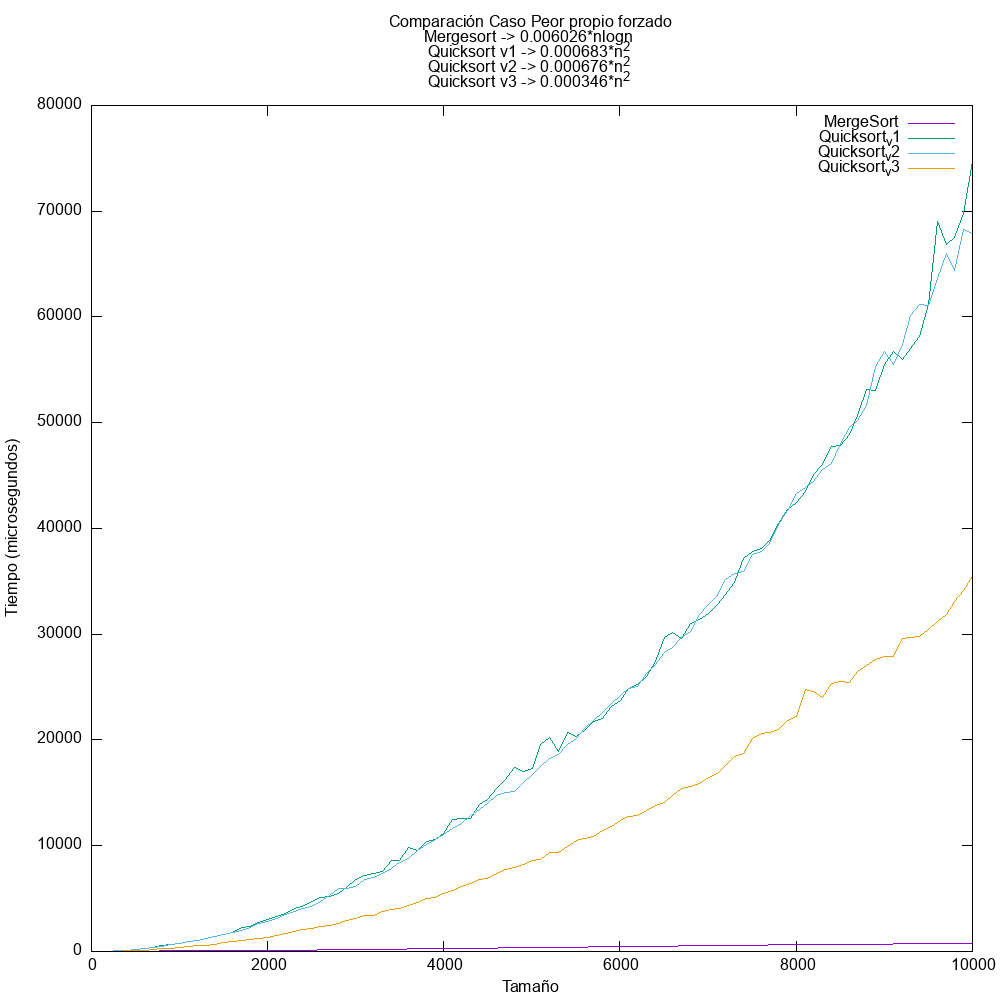 Comparación Caso Peor propio forzado
Mergesort -> 0.006026*nlogn
Quicksort v1 -> 0.000683*n²
Quicksort v2 -> 0.000676*n²
Quicksort v3 -> 0.000346*n²
80000
70000
60000
50000
40000
30000
20000
10000
0
MergeSort
Quicksortᵥ1
Quicksortᵥ2
Quicksortᵥ3
Tiempo (microsegundos)
0
2000
4000
6000
8000
10000
Tamaño